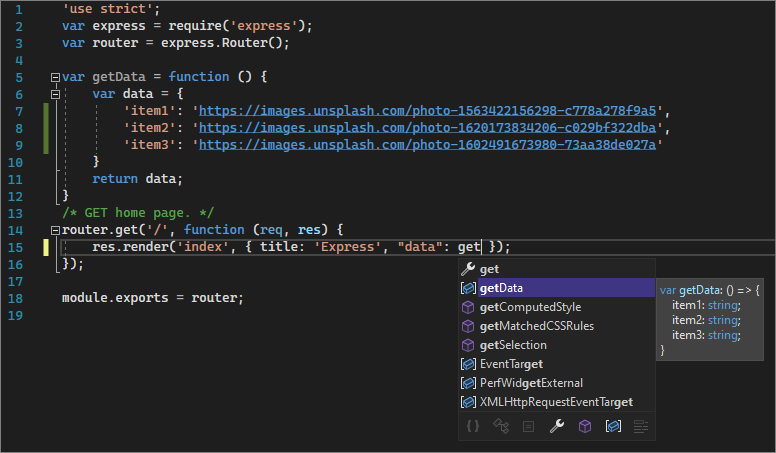 1 'use strict';
2 var express = require('express');
3 var router = express.Router();
4
5 var getData = function () {
6 var data = {
7 'item1': 'https://images.unsplash.com/photo-1563422156298-c778a278f9a5',
8 'item2': 'https://images.unsplash.com/photo-1620173834206-c029bf322dba',
9 'item3': 'https://images.unsplash.com/photo-1602491673980-73aa38de027a'
10 }
11 return data;
12 }
13 /* GET home page. */
14 router.get('/', function (req, res) {
15 res.render('index', { title: 'Express', "data": get });
16 });
17
18 module.exports = router;
19
get
getData
getComputedStyle
getMatchedCSSRules
getSelection
EventTarget
PerfWidgetExternal
XMLHttpRequestEventTarget
var getData: () => {
item1: string;
item2: string;
item3: string;
}